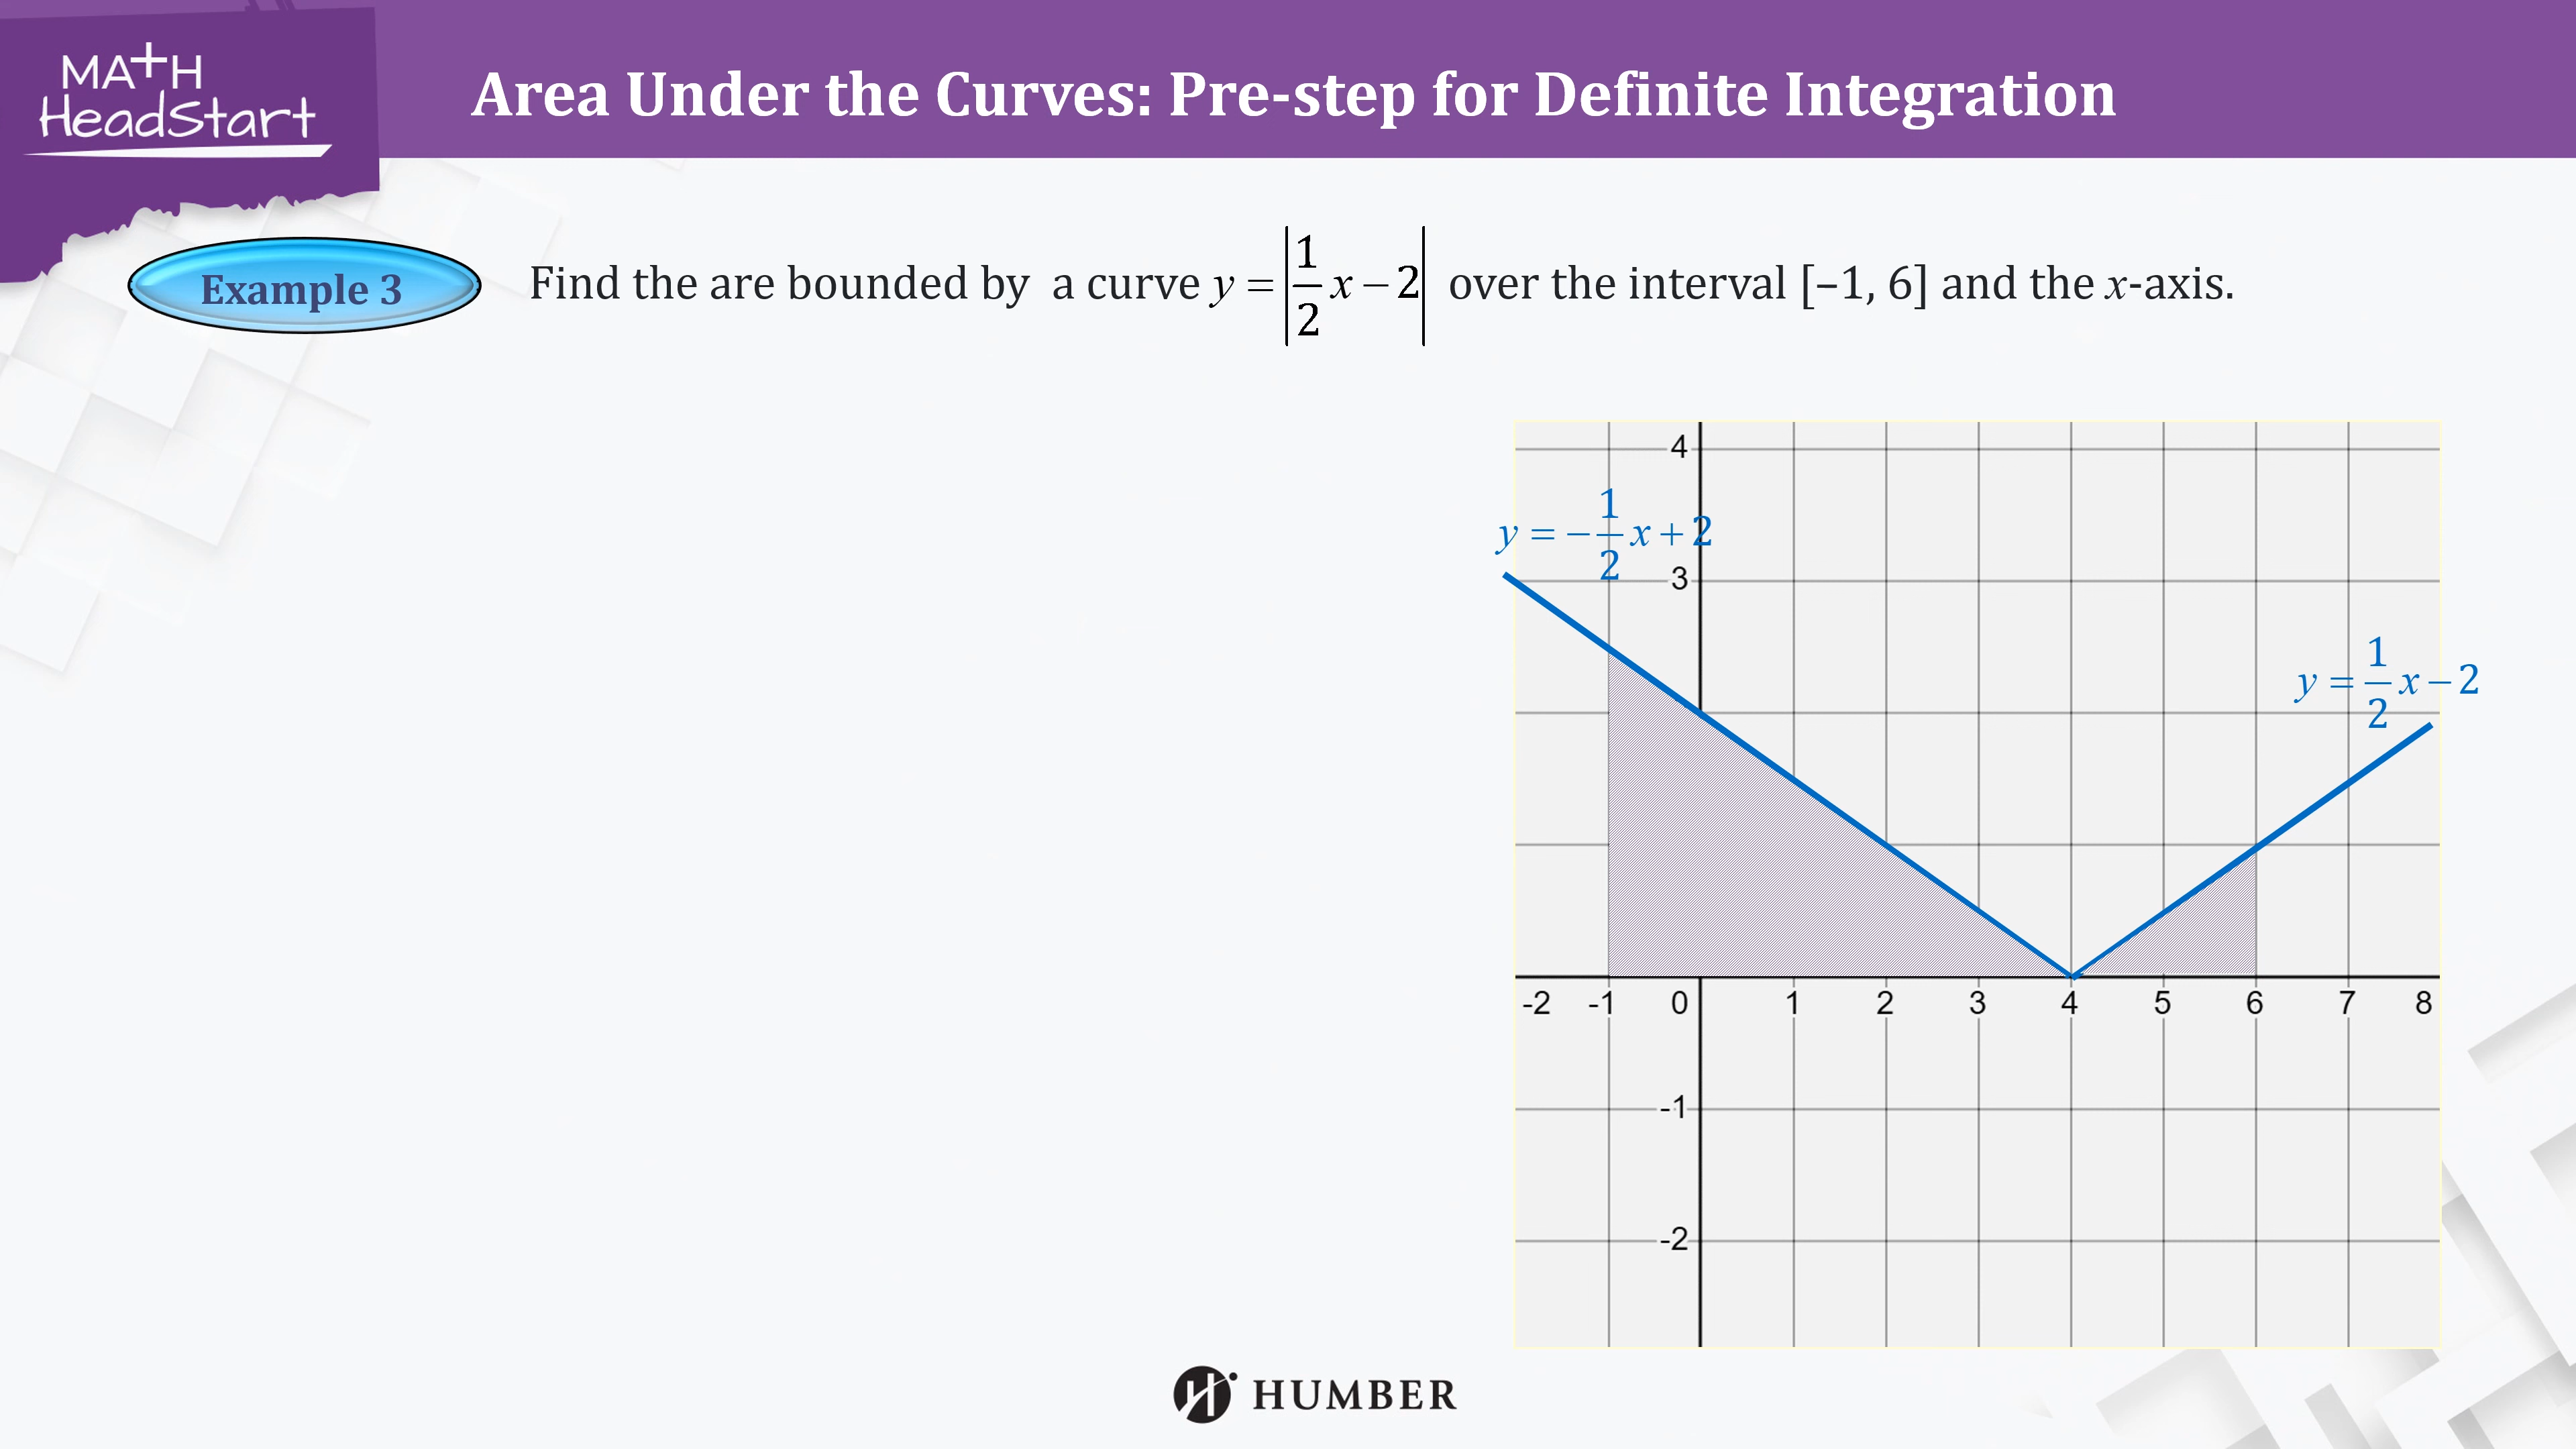 MA+H
HeadStart
Area Under the Curves: Pre-step for Definite Integration
Example 3
Find the are bounded by a curve y = |1/2 x − 2| over the interval [−1, 6] and the x-axis.
4
y = −1/2 x + 2
3
y = 1/2 x − 2
-2 -1 0 1 2 3 4 5 6 7 8
-1
-2
HUMBER